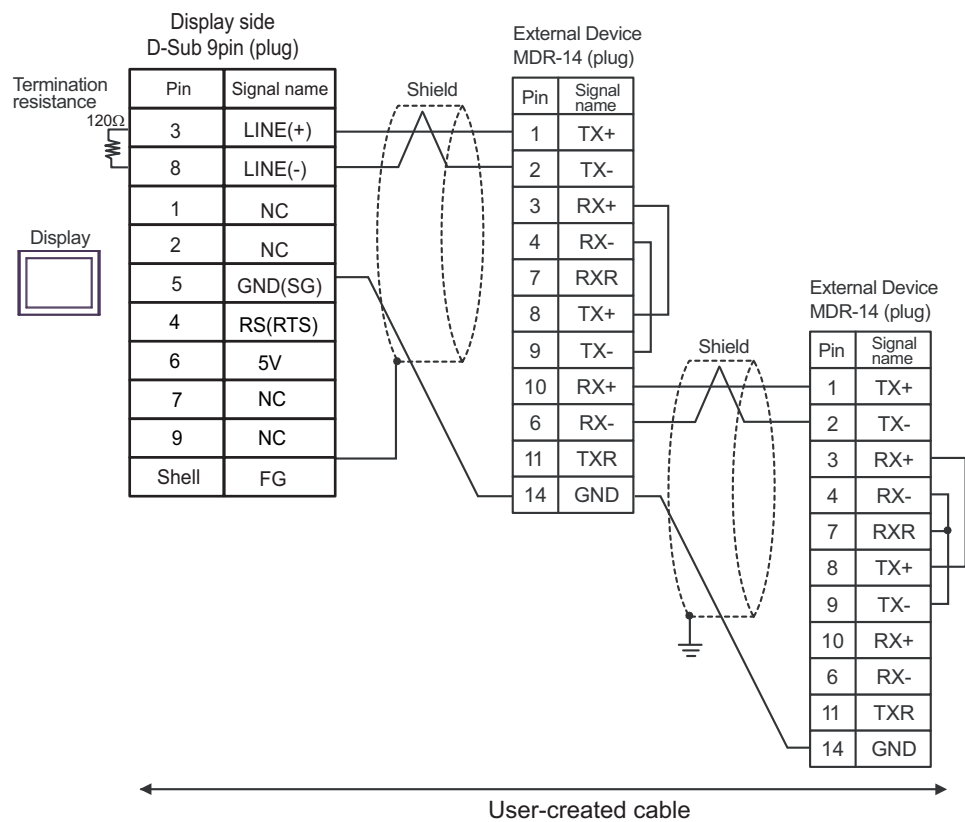 Display side
D-Sub 9pin (plug)
Termination
resistance
120Ω
Display
Pin Signal name
3 LINE(+)
8 LINE(-)
1 NC
2 NC
5 GND(SG)
4 RS(RTS)
6 5V
7 NC
9 NC
Shell FG
Shield
External Device
MDR-14 (plug)
Pin Signal
name
1 TX+
2 TX-
3 RX+
4 RX-
7 RXR
8 TX+
9 TX-
10 RX+
6 RX-
11 TXR
14 GND
Shield
External Device
MDR-14 (plug)
Pin Signal
name
1 TX+
2 TX-
3 RX+
4 RX-
7 RXR
8 TX+
9 TX-
10 RX+
6 RX-
11 TXR
14 GND
User-created cable